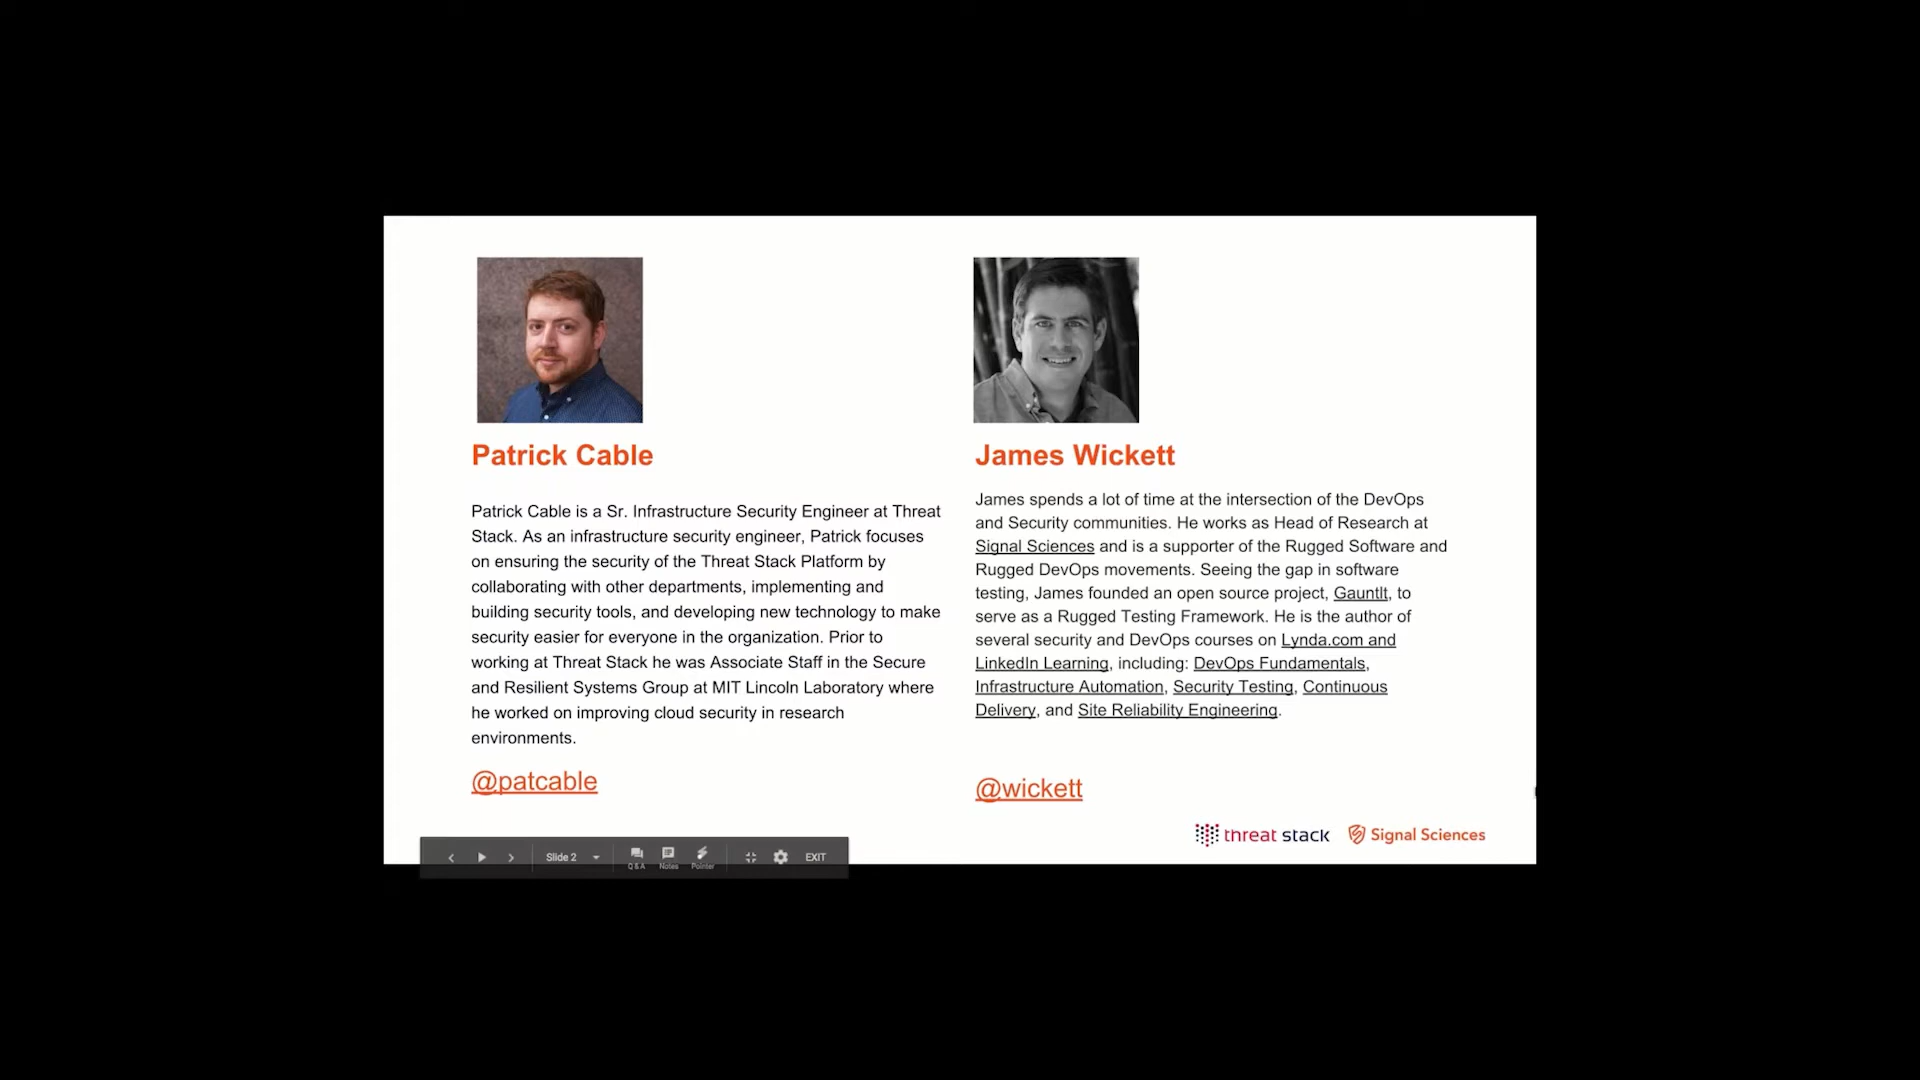 Patrick Cable
Patrick Cable is a Sr. Infrastructure Security Engineer at Threat
Stack. As an infrastructure security engineer, Patrick focuses
on ensuring the security of the Threat Stack Platform by
collaborating with other departments, implementing and
building security tools, and developing new technology to make
security easier for everyone in the organization. Prior to
working at Threat Stack he was Associate Staff in the Secure
and Resilient Systems Group at MIT Lincoln Laboratory where
he worked on improving cloud security in research
environments.
@patcable
James Wickett
James spends a lot of time at the intersection of the DevOps
and Security communities. He works as Head of Research at
Signal Sciences and is a supporter of the Rugged Software and
Rugged DevOps movements. Seeing the gap in software
testing, James founded an open source project, Gauntlt, to
serve as a Rugged Testing Framework. He is the author of
several security and DevOps courses on Lynda.com and
LinkedIn Learning, including: DevOps Fundamentals,
Infrastructure Automation, Security Testing, Continuous
Delivery, and Site Reliability Engineering.
@wickett
threat stack
Signal Sciences
Slide 2
Q&A
Notes
Pointer
EXIT